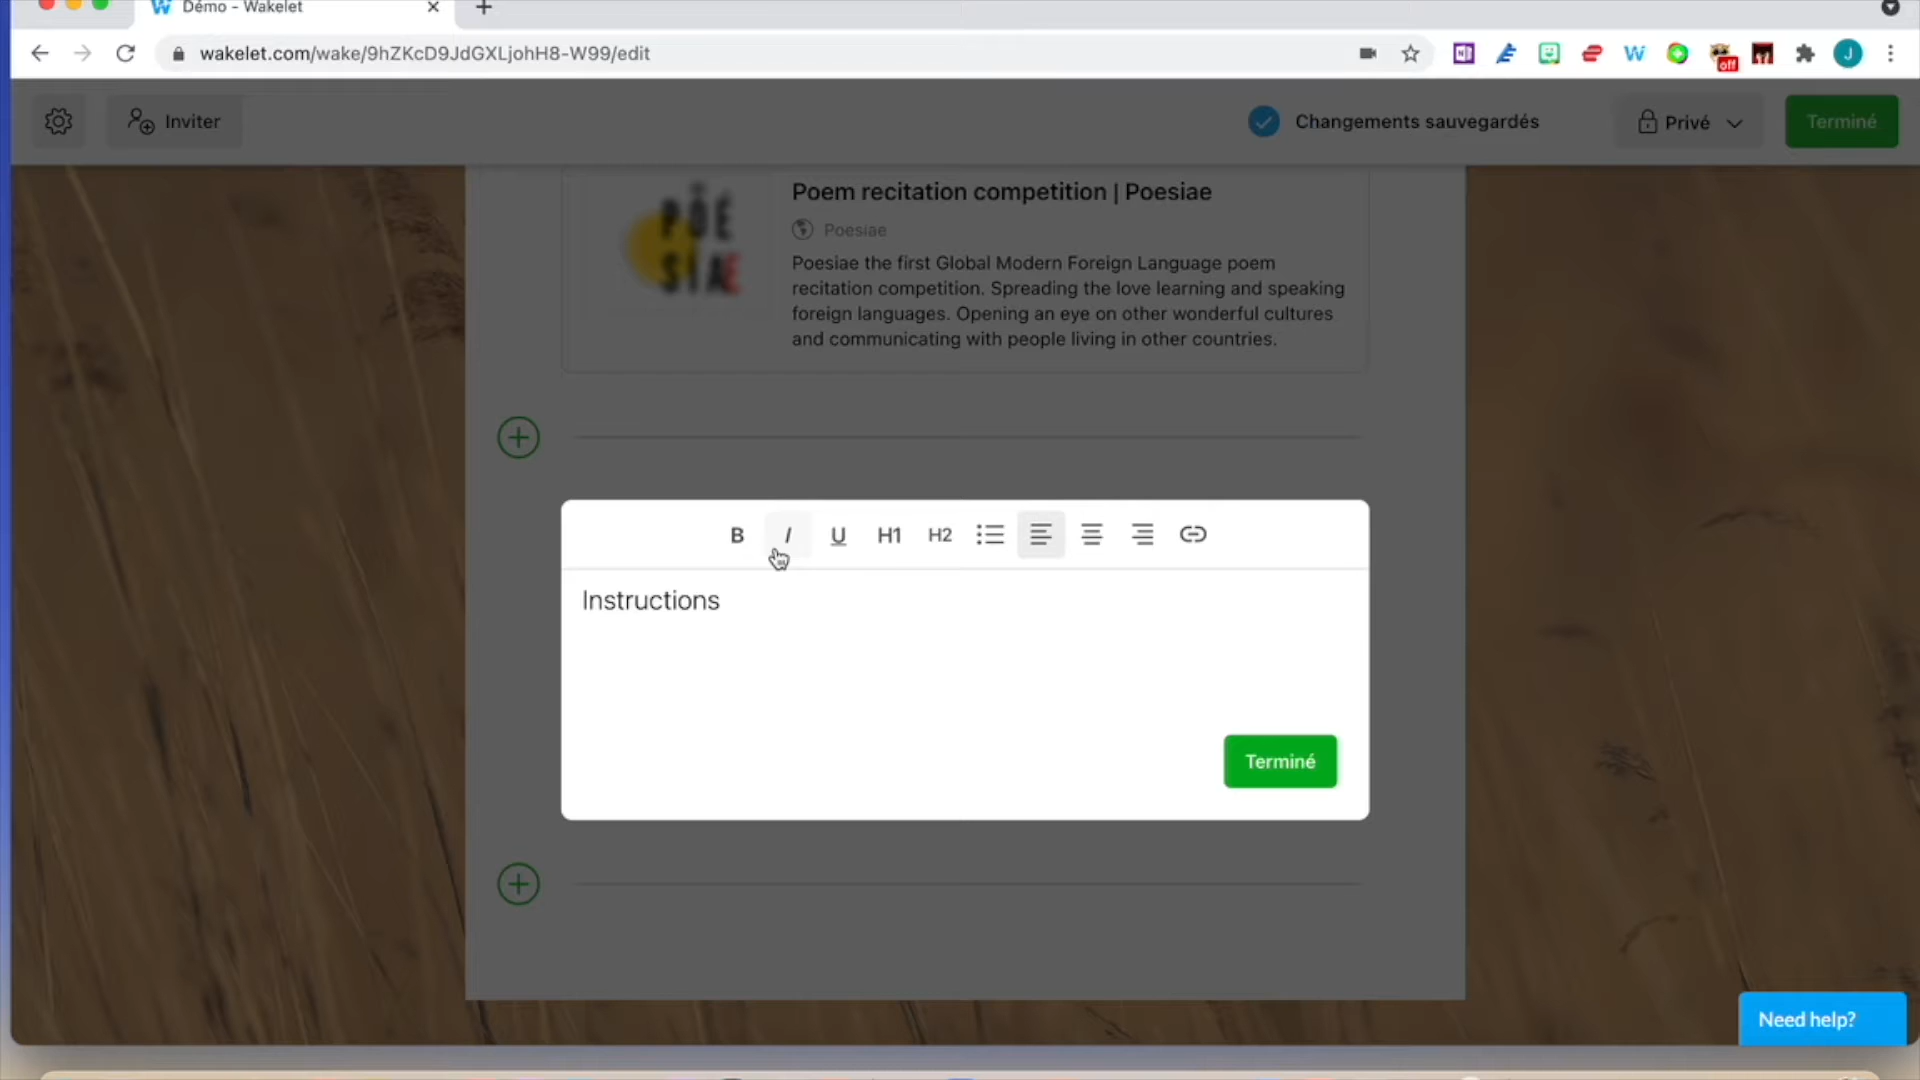 Démo - Wakelet
wakelet.com/wake/9hZKcD9JdGXLjohH8-W99/edit
off
J
Inviter
Changements sauvegardés
Privé
Terminé
POÉ
SIAE
Poem recitation competition | Poesiae
Poesiae
Poesiae the first Global Modern Foreign Language poem
recitation competition. Spreading the love learning and speaking
foreign languages. Opening an eye on other wonderful cultures
and communicating with people living in other countries.
B I U H1 H2
Instructions
Terminé
Need help?